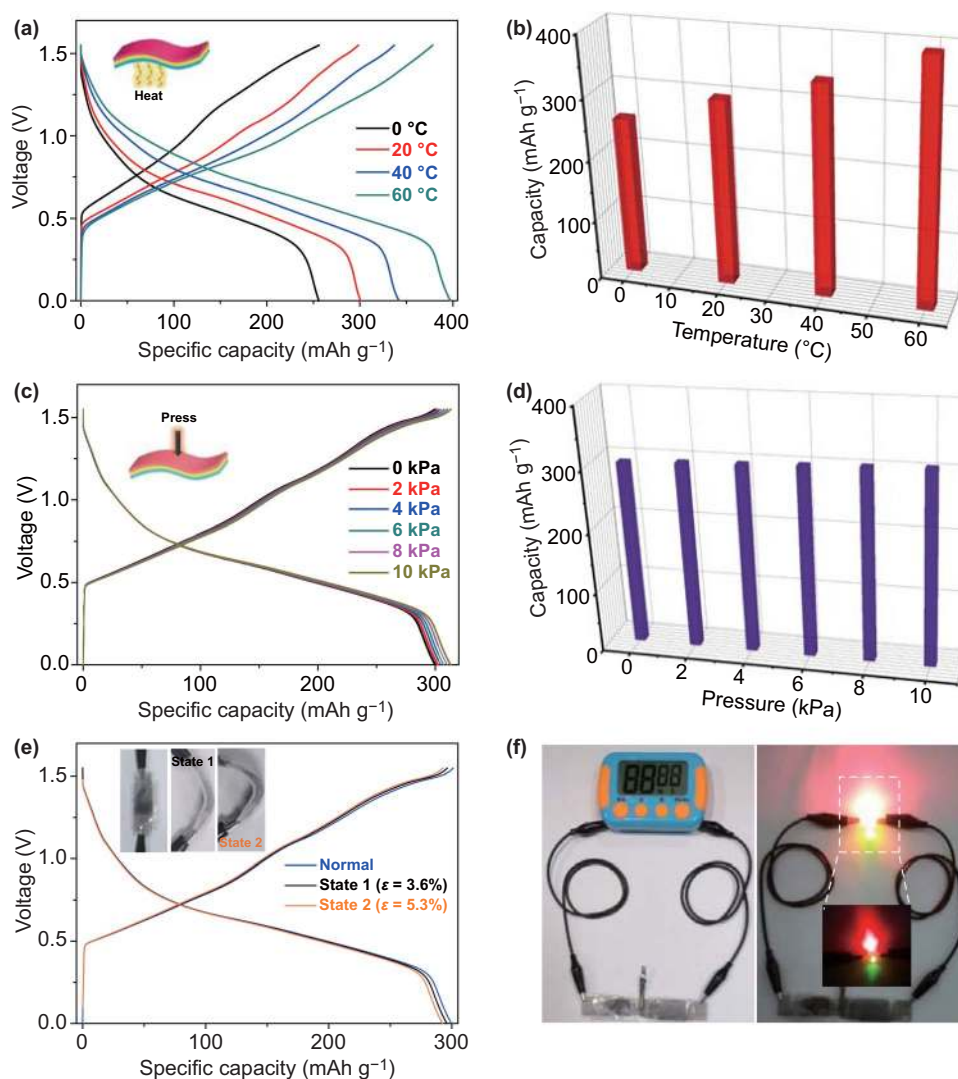 (a)
Voltage (V)
1.5
1.0
0.5
0.0
Heat
0 °C
20 °C
40 °C
60 °C
0 100 200 300 400
Specific capacity (mAh g⁻¹)
(b)
Capacity (mAh g⁻¹)
400
300
200
100
0
0 10 20 30 40 50 60
Temperature (°C)
(c)
Voltage (V)
1.5
1.0
0.5
0.0
Press
0 kPa
2 kPa
4 kPa
6 kPa
8 kPa
10 kPa
0 100 200 300
Specific capacity (mAh g⁻¹)
(d)
Capacity (mAh g⁻¹)
400
300
200
100
0
0 2 4 6 8 10
Pressure (kPa)
(e)
Voltage (V)
1.5
1.0
0.5
0.0
State 1
State 2
Normal
State 1 (ε = 3.6%)
State 2 (ε = 5.3%)
0 100 200 300
Specific capacity (mAh g⁻¹)
(f)